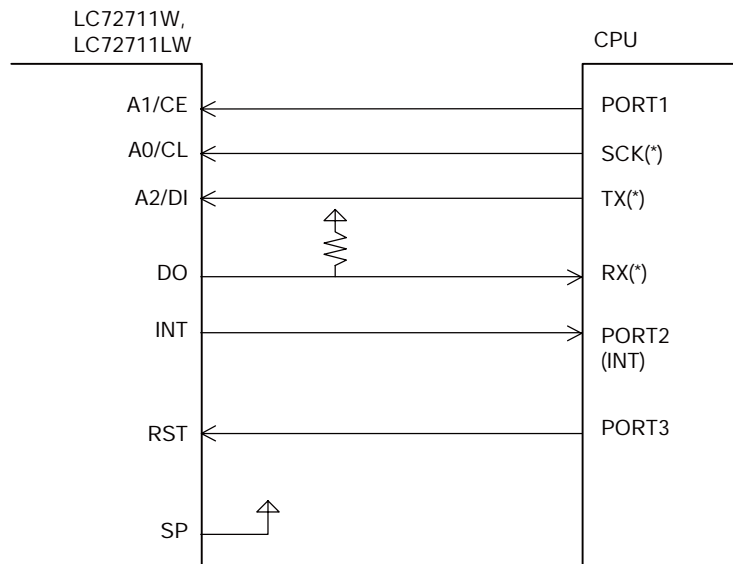 LC72711W,
LC72711LW
CPU
A1/CE
PORT1
A0/CL
SCK(*)
A2/DI
TX(*)
DO
RX(*)
INT
PORT2
(INT)
RST
PORT3
SP